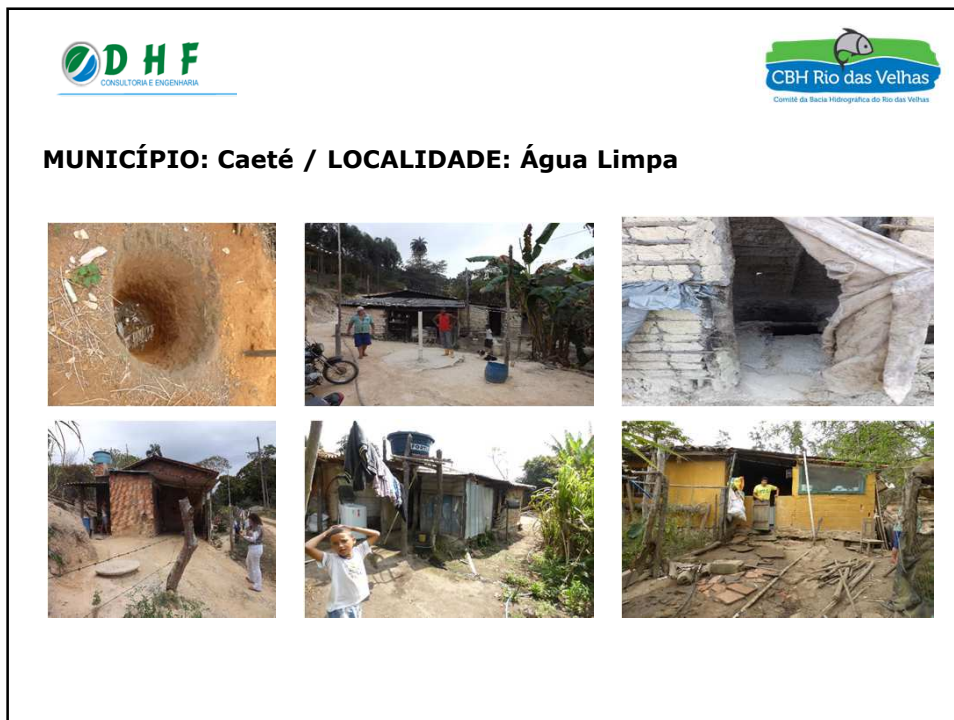 DHF
CONSULTORIA E ENGENHARIA
CBH Rio das Velhas
Comitê da Bacia Hidrográfica do Rio das Velhas
MUNICÍPIO: Caeté / LOCALIDADE: Água Limpa